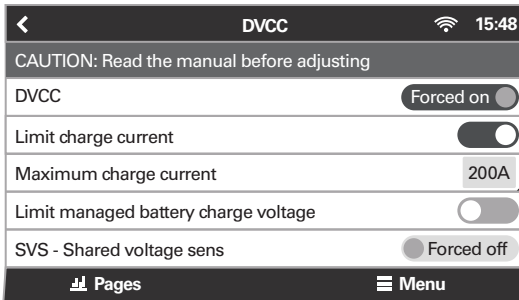 DVCC 15:48
CAUTION: Read the manual before adjusting
DVCC Forced on
Limit charge current
Maximum charge current 200A
Limit managed battery charge voltage
SVS - Shared voltage sens Forced off
Pages Menu